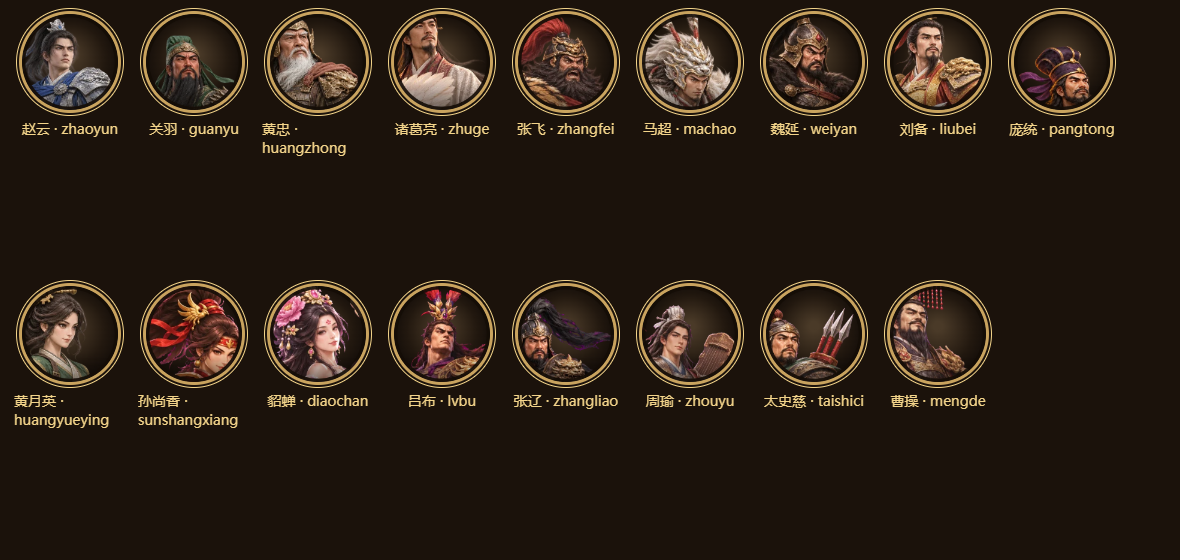 赵云 · zhaoyun
关羽 · guanyu
黄忠 ·
huangzhong
诸葛亮 · zhuge
张飞 · zhangfei
马超 · machao
魏延 · weiyan
刘备 · liubei
庞统 · pangtong
黄月英 ·
huangyueying
孙尚香 ·
sunshangxiang
貂蝉 · diaochan
吕布 · lvbu
张辽 · zhangliao
周瑜 · zhouyu
太史慈 · taishici
曹操 · mengde